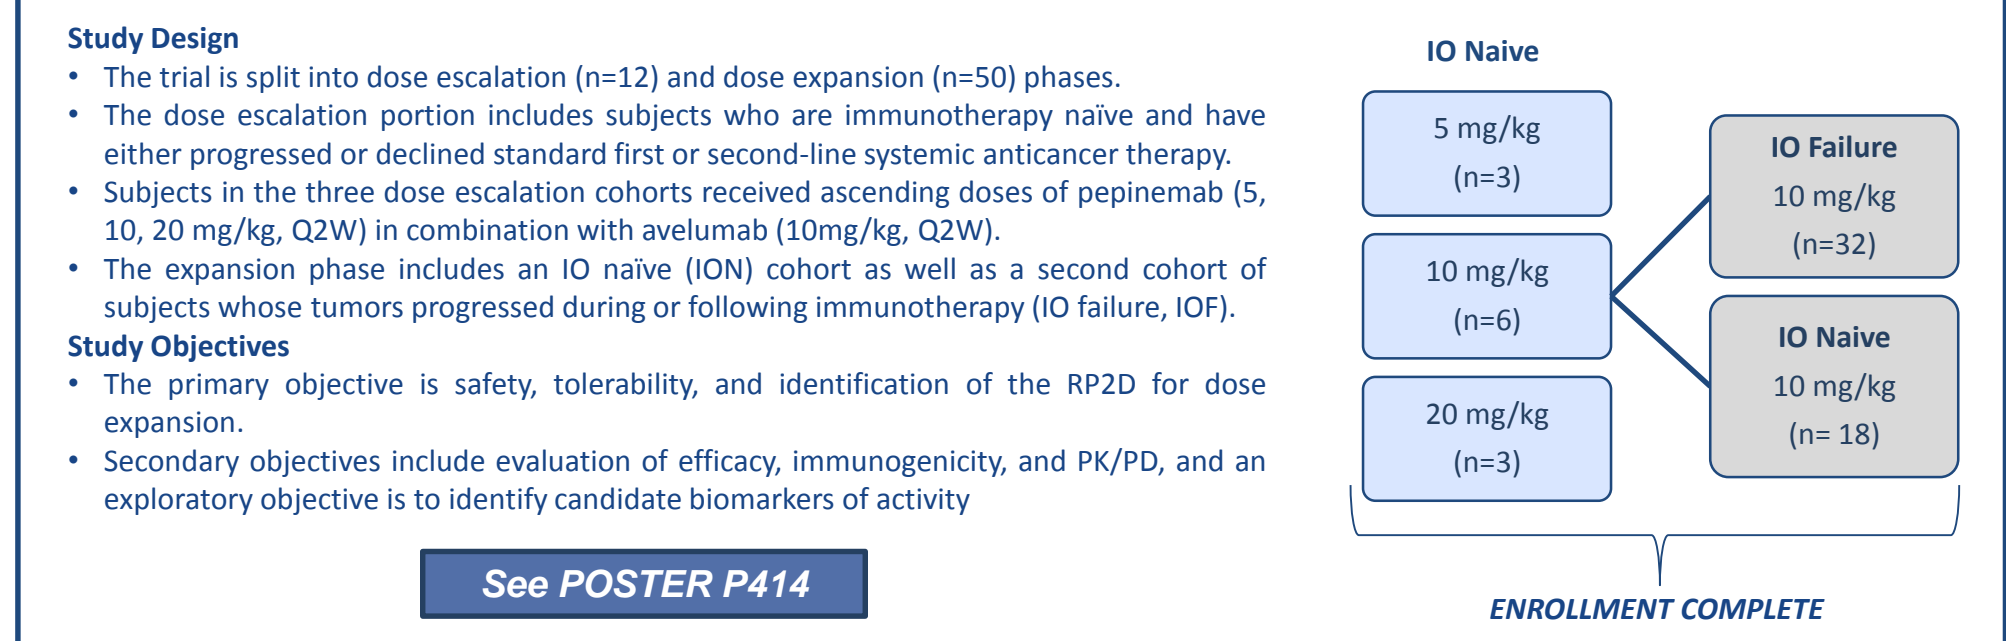 Study Design
• The trial is split into dose escalation (n=12) and dose expansion (n=50) phases.
• The dose escalation portion includes subjects who are immunotherapy naïve and have
either progressed or declined standard first or second-line systemic anticancer therapy.
• Subjects in the three dose escalation cohorts received ascending doses of pepinemab (5,
10, 20 mg/kg, Q2W) in combination with avelumab (10mg/kg, Q2W).
• The expansion phase includes an IO naïve (ION) cohort as well as a second cohort of
subjects whose tumors progressed during or following immunotherapy (IO failure, IOF).
Study Objectives
• The primary objective is safety, tolerability, and identification of the RP2D for dose
expansion.
• Secondary objectives include evaluation of efficacy, immunogenicity, and PK/PD, and an
exploratory objective is to identify candidate biomarkers of activity
See POSTER P414
IO Naive
5 mg/kg
(n=3)
10 mg/kg
(n=6)
20 mg/kg
(n=3)
IO Failure
10 mg/kg
(n=32)
IO Naive
10 mg/kg
(n= 18)
ENROLLMENT COMPLETE